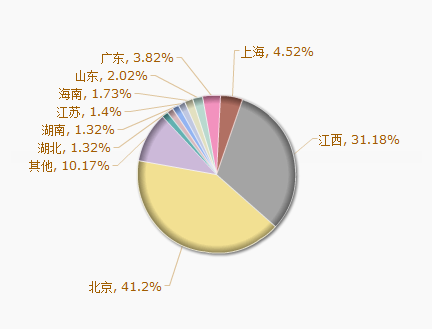 上海, 4.52%
广东, 3.82%
山东, 2.02%
海南, 1.73%
江苏, 1.4%
湖南, 1.32%
湖北, 1.32%
其他, 10.17%
江西, 31.18%
北京, 41.2%